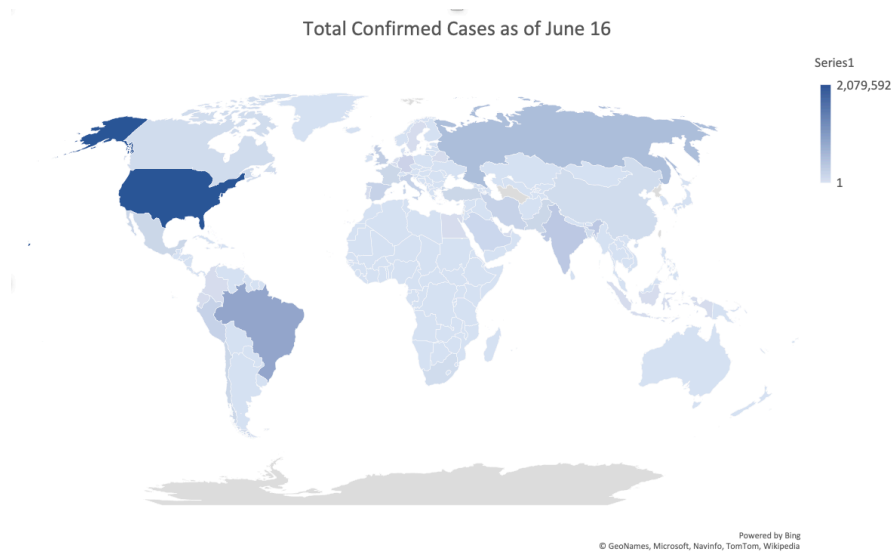 Total Confirmed Cases as of June 16
Series1
2,079,592
1
Powered by Bing
© GeoNames, Microsoft, Navinfo, TomTom, Wikipedia